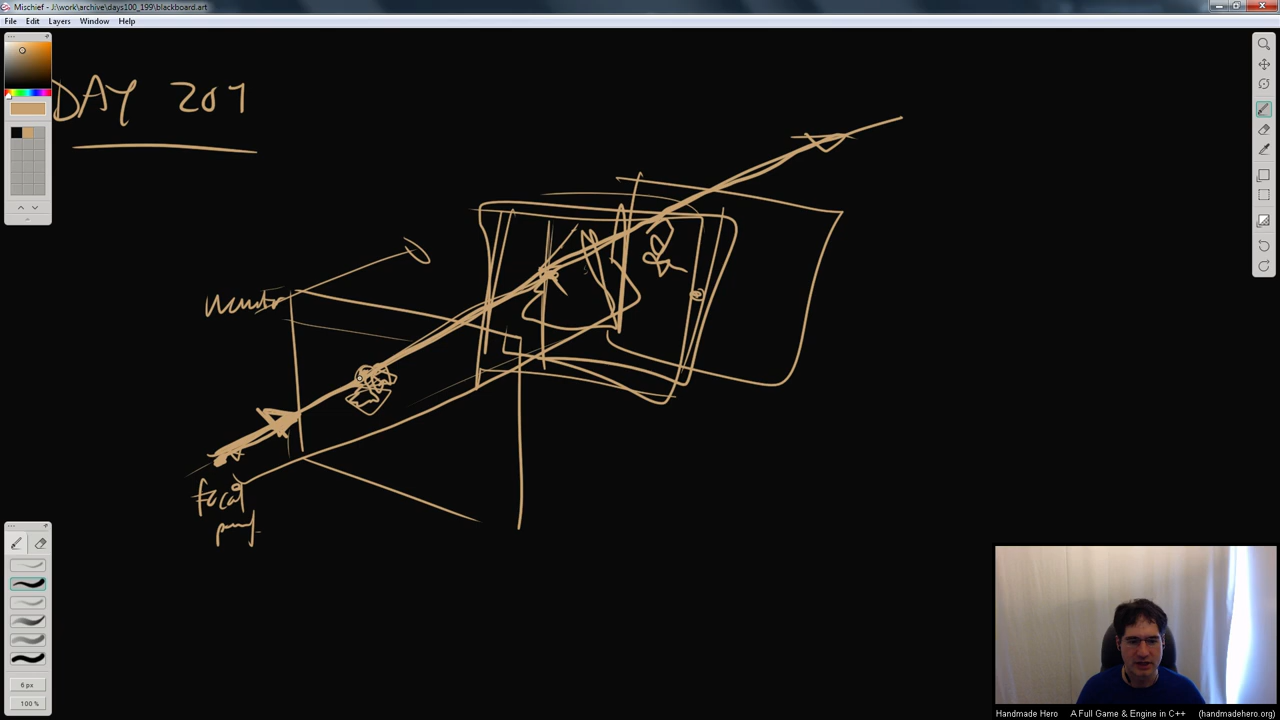 Mischief - J:\work\archive\days100_199\blackboard.art
File Edit Layers Window Help
DAY 207
Monitor
focal
point
6 px
100 %
Handmade Hero A Full Game & Engine in C++ (handmadehero.org)